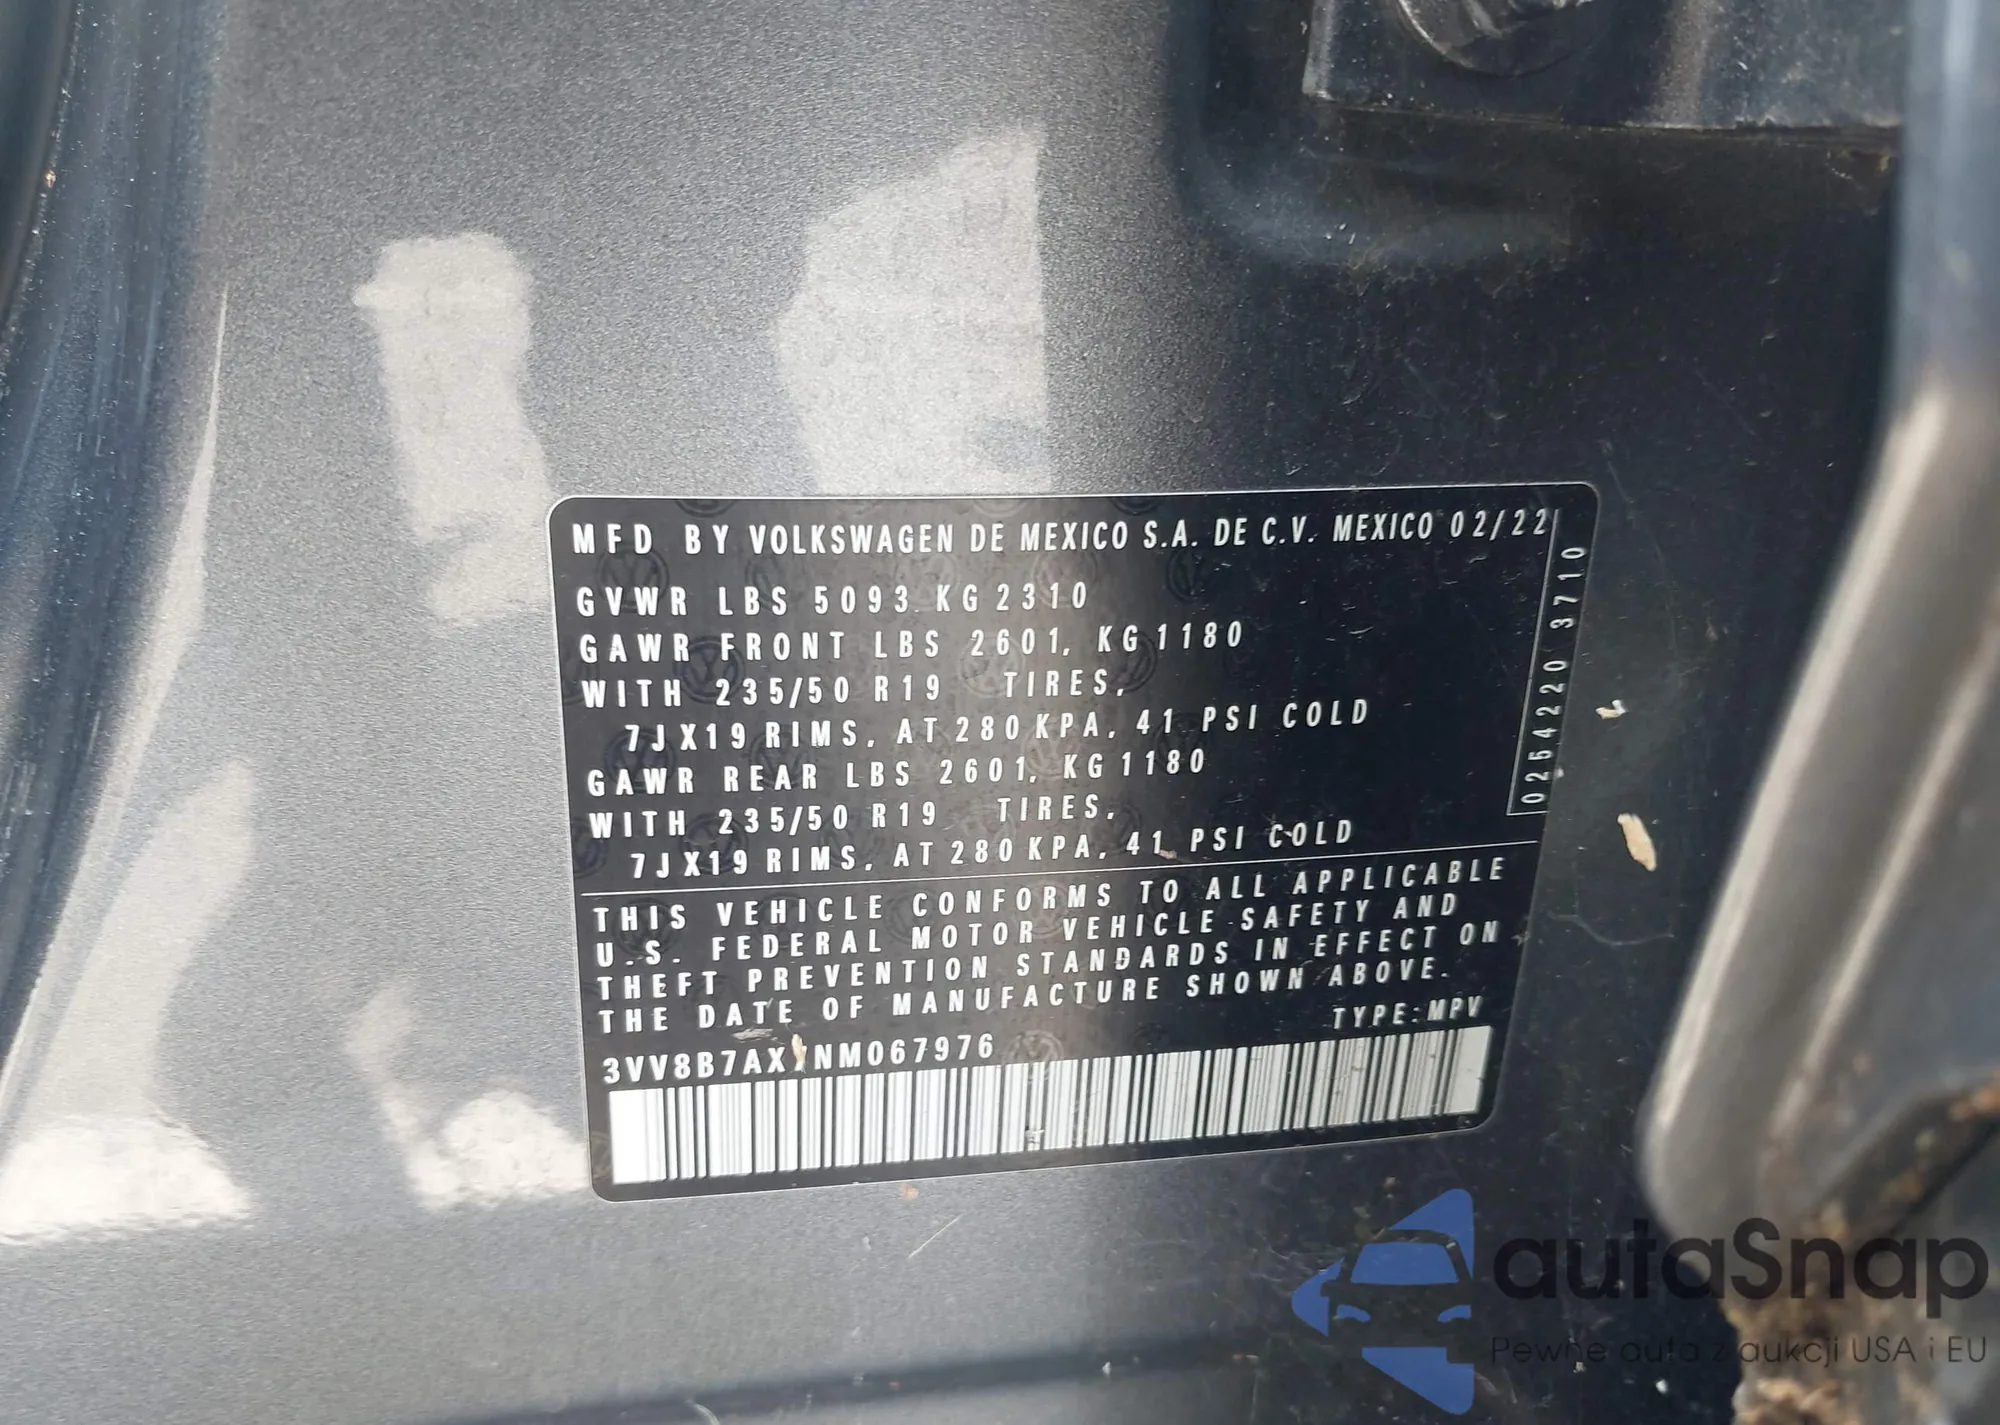 MFD BY VOLKSWAGEN DE MEXICO S.A. DE C.V. MEXICO 02/22
GVWR LBS 5093 KG 2310
GAWR FRONT LBS 2601, KG 1180
WITH 235/50 R19 TIRES,
7JX19 RIMS, AT 280 KPA, 41 PSI COLD
GAWR REAR LBS 2601, KG 1180
WITH 235/50 R19 TIRES,
7JX19 RIMS, AT 280 KPA, 41 PSI COLD
0254220 3710
THIS VEHICLE CONFORMS TO ALL APPLICABLE
U.S. FEDERAL MOTOR VEHICLE SAFETY AND
THEFT PREVENTION STANDARDS IN EFFECT ON
THE DATE OF MANUFACTURE SHOWN ABOVE.
TYPE:MPV
3VV8B7AX7NM067976
autaSnap
Pewne auta z aukcji USA i EU